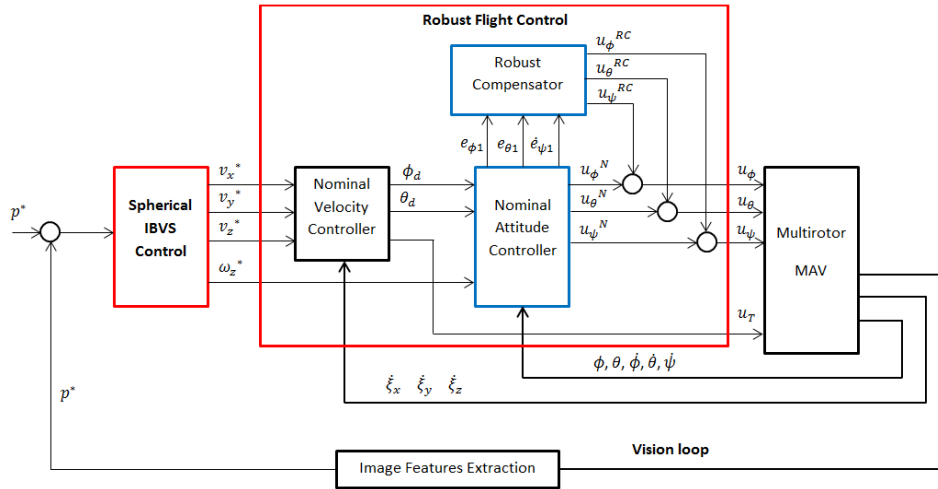 Robust Flight Control
Robust
Compensator
u_ϕ^RC
u_θ^RC
u_ψ^RC
e_ϕ1 e_θ1 ė_ψ1
p*
Spherical
IBVS
Control
v_x*
v_y*
v_z*
ω_z*
Nominal
Velocity
Controller
ϕ_d
θ_d
Nominal
Attitude
Controller
u_ϕ^N
u_θ^N
u_ψ^N
u_ϕ
u_θ
u_ψ
u_T
Multirotor
MAV
ϕ, θ, ϕ̇, θ̇, ψ̇
ξ̇_x ξ̇_y ξ̇_z
p*
Vision loop
Image Features Extraction